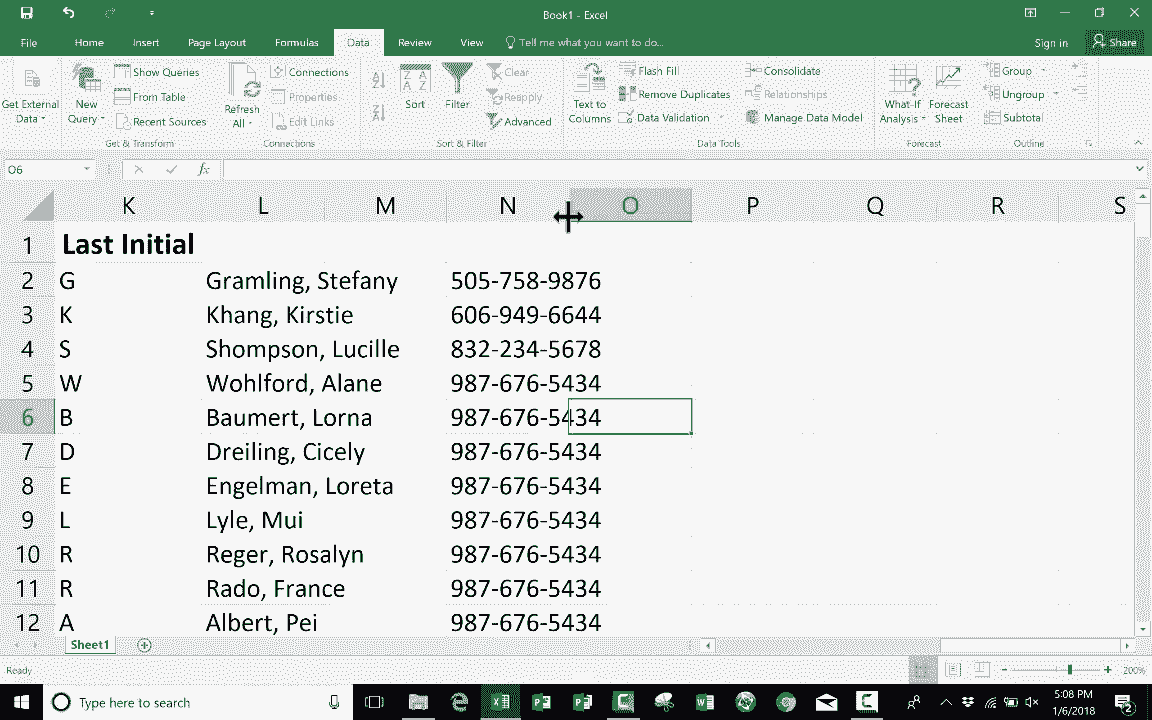 Book1 - Excel
File Home Insert Page Layout Formulas Data Review View Tell me what you want to do... Sign in Share
Get External Data
New Query
Show Queries
From Table
Recent Sources
Get & Transform
Refresh All
Connections
Properties
Edit Links
Connections
Sort
Filter
Clear
Reapply
Advanced
Sort & Filter
Text to Columns
Flash Fill
Remove Duplicates
Data Validation
Consolidate
Relationships
Manage Data Model
Data Tools
What-If Analysis
Forecast Sheet
Forecast
Group
Ungroup
Subtotal
Outline
O6 fx
K L M N O P Q R S
1 Last Initial
2 G Gramling, Stefany 505-758-9876
3 K Khang, Kirstie 606-949-6644
4 S Shompson, Lucille 832-234-5678
5 W Wohlford, Alane 987-676-5434
6 B Baumert, Lorna 987-676-5434
7 D Dreiling, Cicely 987-676-5434
8 E Engelman, Loreta 987-676-5434
9 L Lyle, Mui 987-676-5434
10 R Reger, Rosalyn 987-676-5434
11 R Rado, France 987-676-5434
12 A Albert, Pei 987-676-5434
Sheet1
Ready 200%
Type here to search
5:08 PM
1/6/2018
2